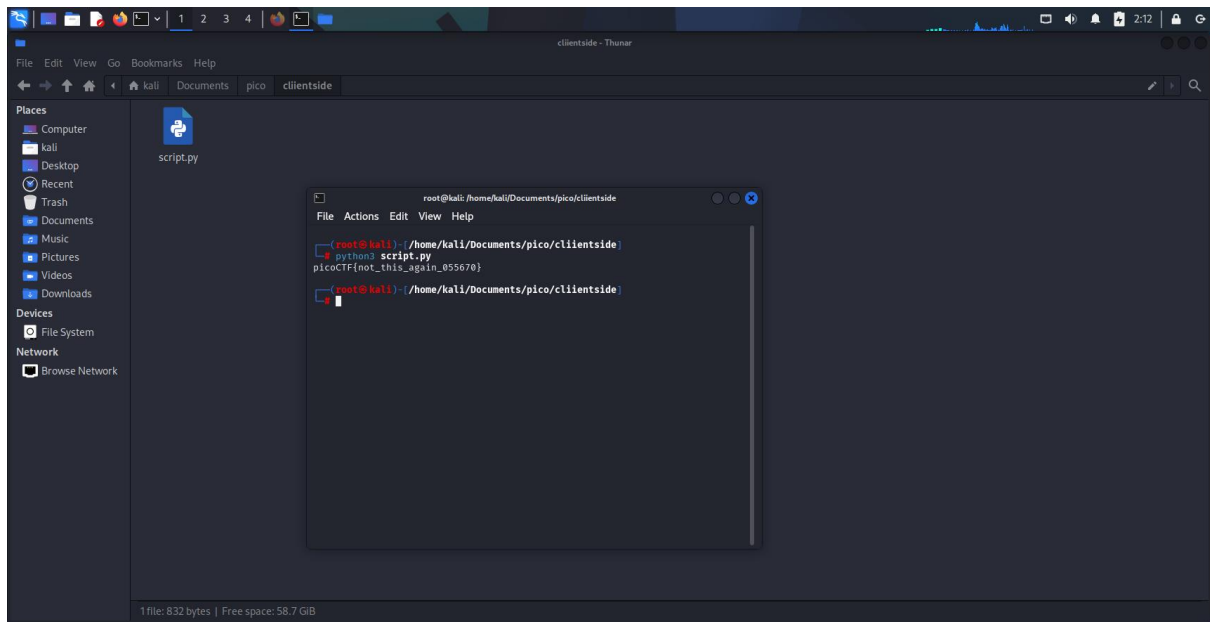 1 2 3 4 2:12
cliientside - Thunar
File Edit View Go Bookmarks Help
kali Documents pico cliientside
Places
Computer
kali
Desktop
Recent
Trash
Documents
Music
Pictures
Videos
Downloads
Devices
File System
Network
Browse Network
script.py
root@kali: /home/kali/Documents/pico/cliientside
File Actions Edit View Help
(root㉿kali)-[/home/kali/Documents/pico/cliientside]
# python3 script.py
picoCTF{not_this_again_055670}
(root㉿kali)-[/home/kali/Documents/pico/cliientside]
#
1 file: 832 bytes | Free space: 58.7 GiB